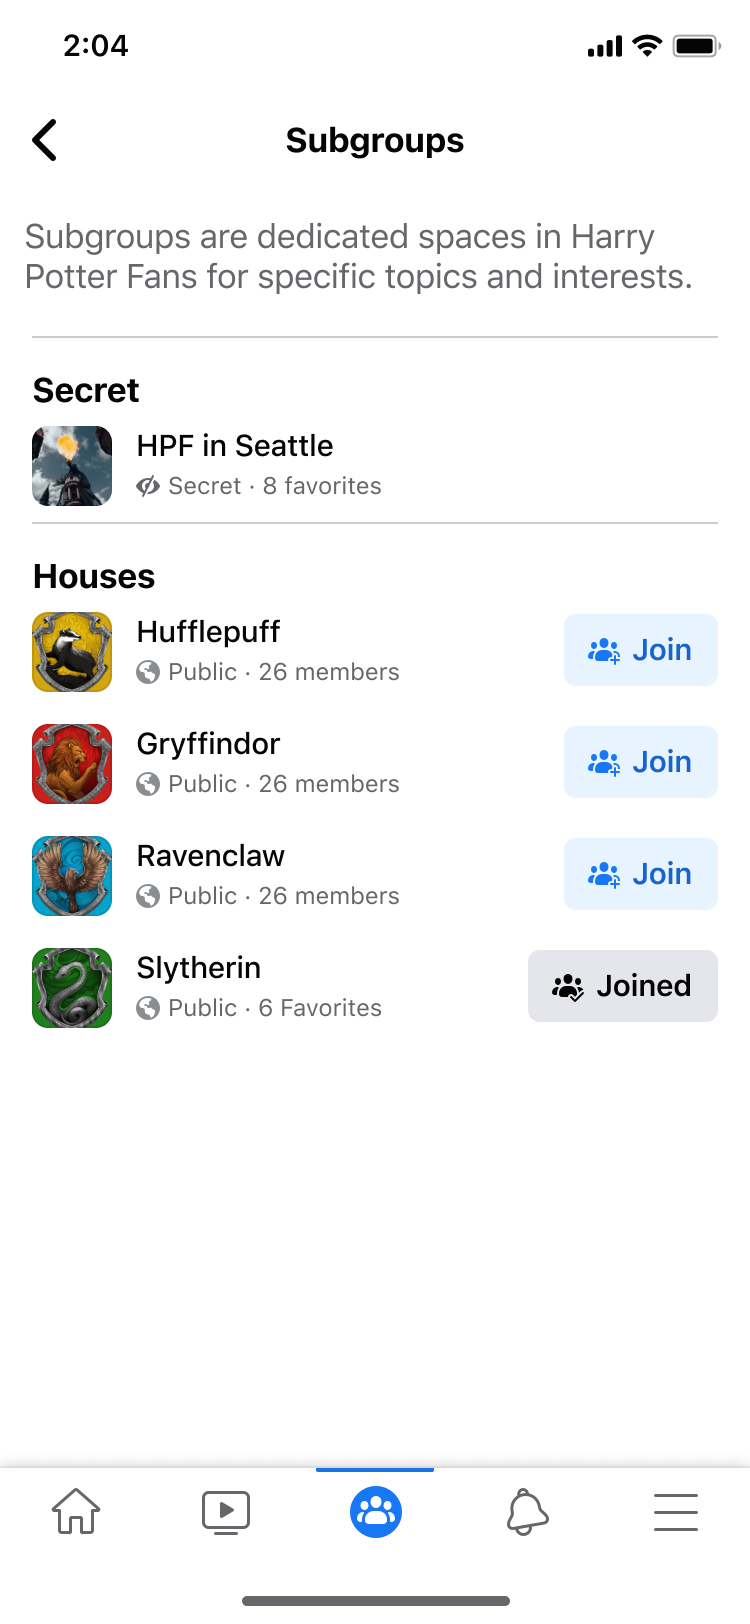 2:04
Subgroups
Subgroups are dedicated spaces in Harry
Potter Fans for specific topics and interests.
Secret
HPF in Seattle
Secret · 8 favorites
Houses
Hufflepuff
Public · 26 members
Join
Gryffindor
Public · 26 members
Join
Ravenclaw
Public · 26 members
Join
Slytherin
Public · 6 Favorites
Joined